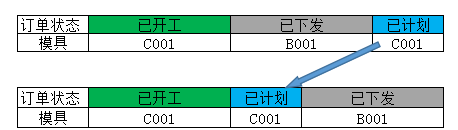 订单状态 已开工 已下发 已计划
模具 C001 B001 C001
订单状态 已开工 已计划 已下发
模具 C001 C001 B001